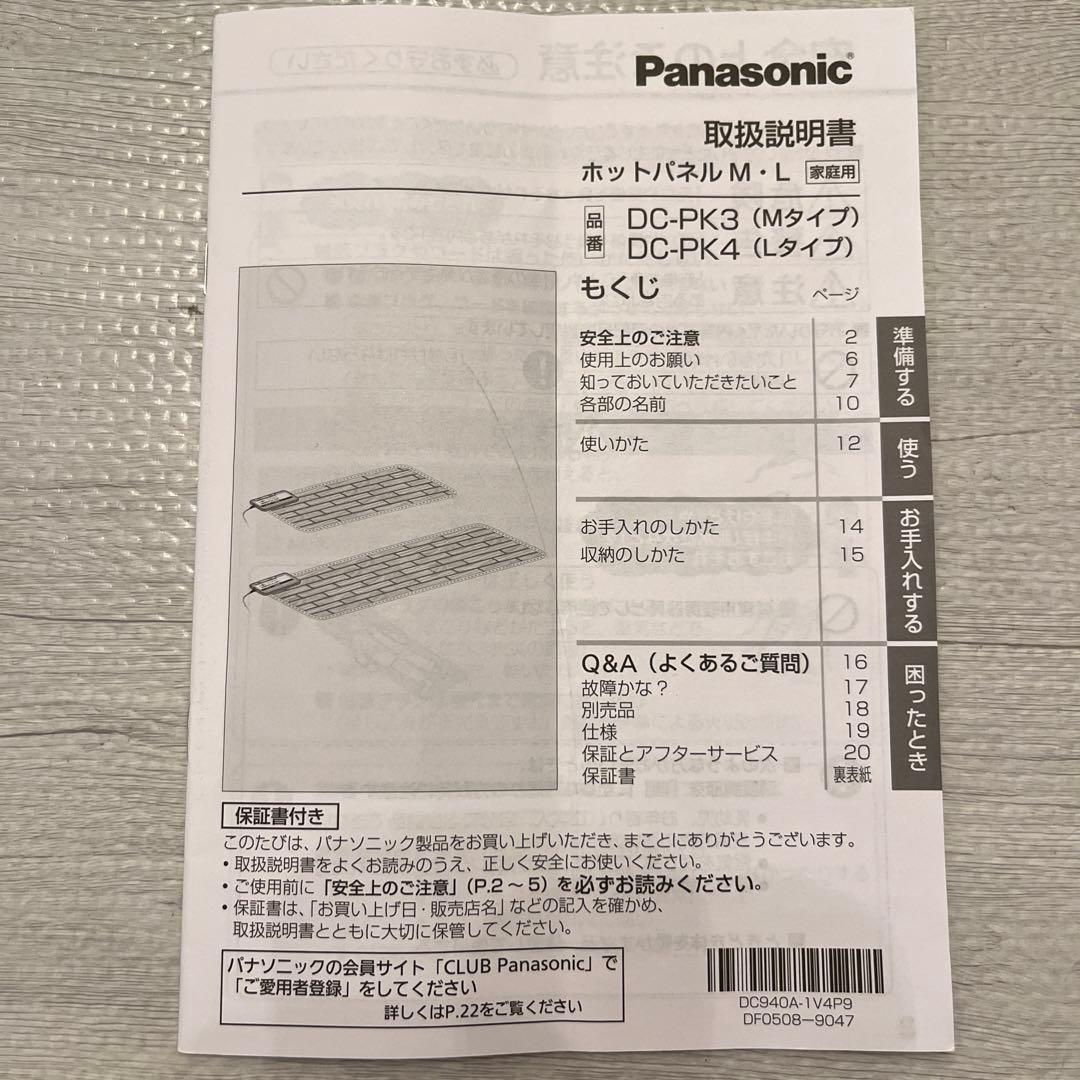 Panasonic
取扱説明書
ホットパネル M・L 家庭用
品番 DC-PK3（Mタイプ）
DC-PK4（Lタイプ）
もくじ ページ
安全上のご注意 2
使用上のお願い 6
知っておいていただきたいこと 7
各部の名前 10
準備する
使いかた 12
使う
お手入れのしかた 14
収納のしかた 15
お手入れする
Q&A（よくあるご質問） 16
故障かな？ 17
別売品 18
仕様 19
保証とアフターサービス 20
保証書 裏表紙
困ったとき
保証書付き
このたびは、パナソニック製品をお買い上げいただき、まことにありがとうございます。
・取扱説明書をよくお読みのうえ、正しく安全にお使いください。
・ご使用前に「安全上のご注意」（P.2～5）を必ずお読みください。
・保証書は、「お買い上げ日・販売店名」などの記入を確かめ、
取扱説明書とともに大切に保管してください。
パナソニックの会員サイト「CLUB Panasonic」で
「ご愛用者登録」をしてください
詳しくはP.22をご覧ください
DC940A-1V4P9
DF0508-9047